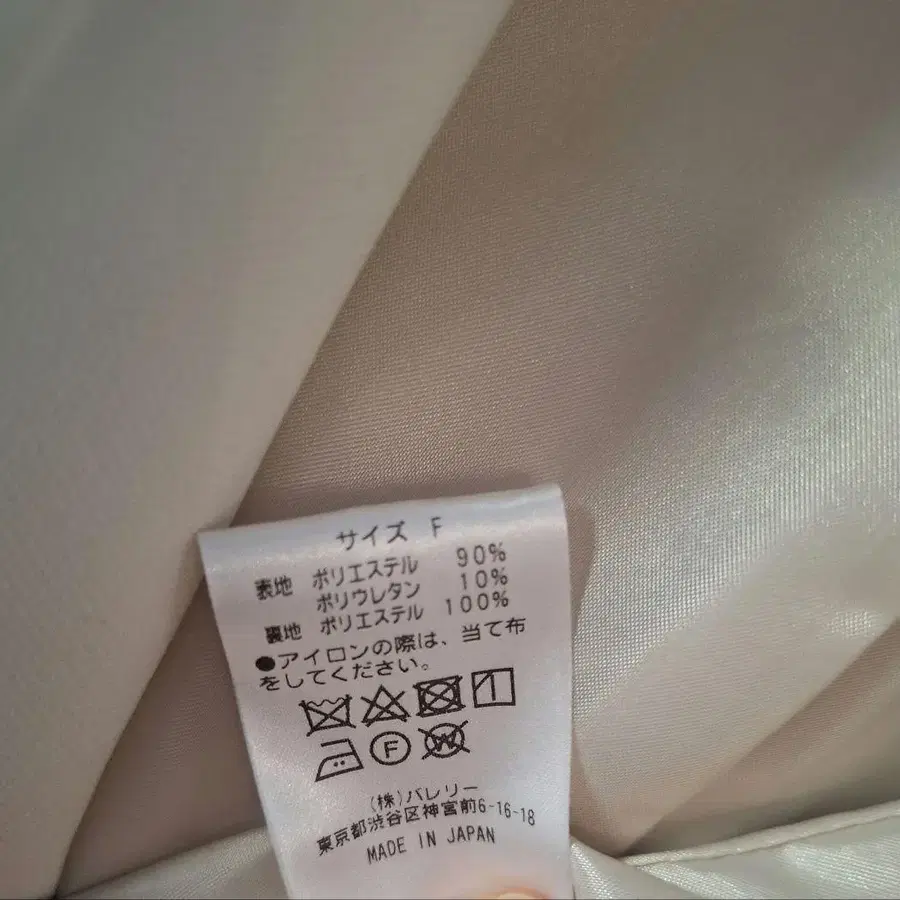 サイズ F
表地 ポリエステル 90%
ポリウレタン 10%
裏地 ポリエステル 100%
●アイロンの際は、当て布
をしてください。
F
W
(株)バレリー
東京都渋谷区神宮前6-16-18
MADE IN JAPAN